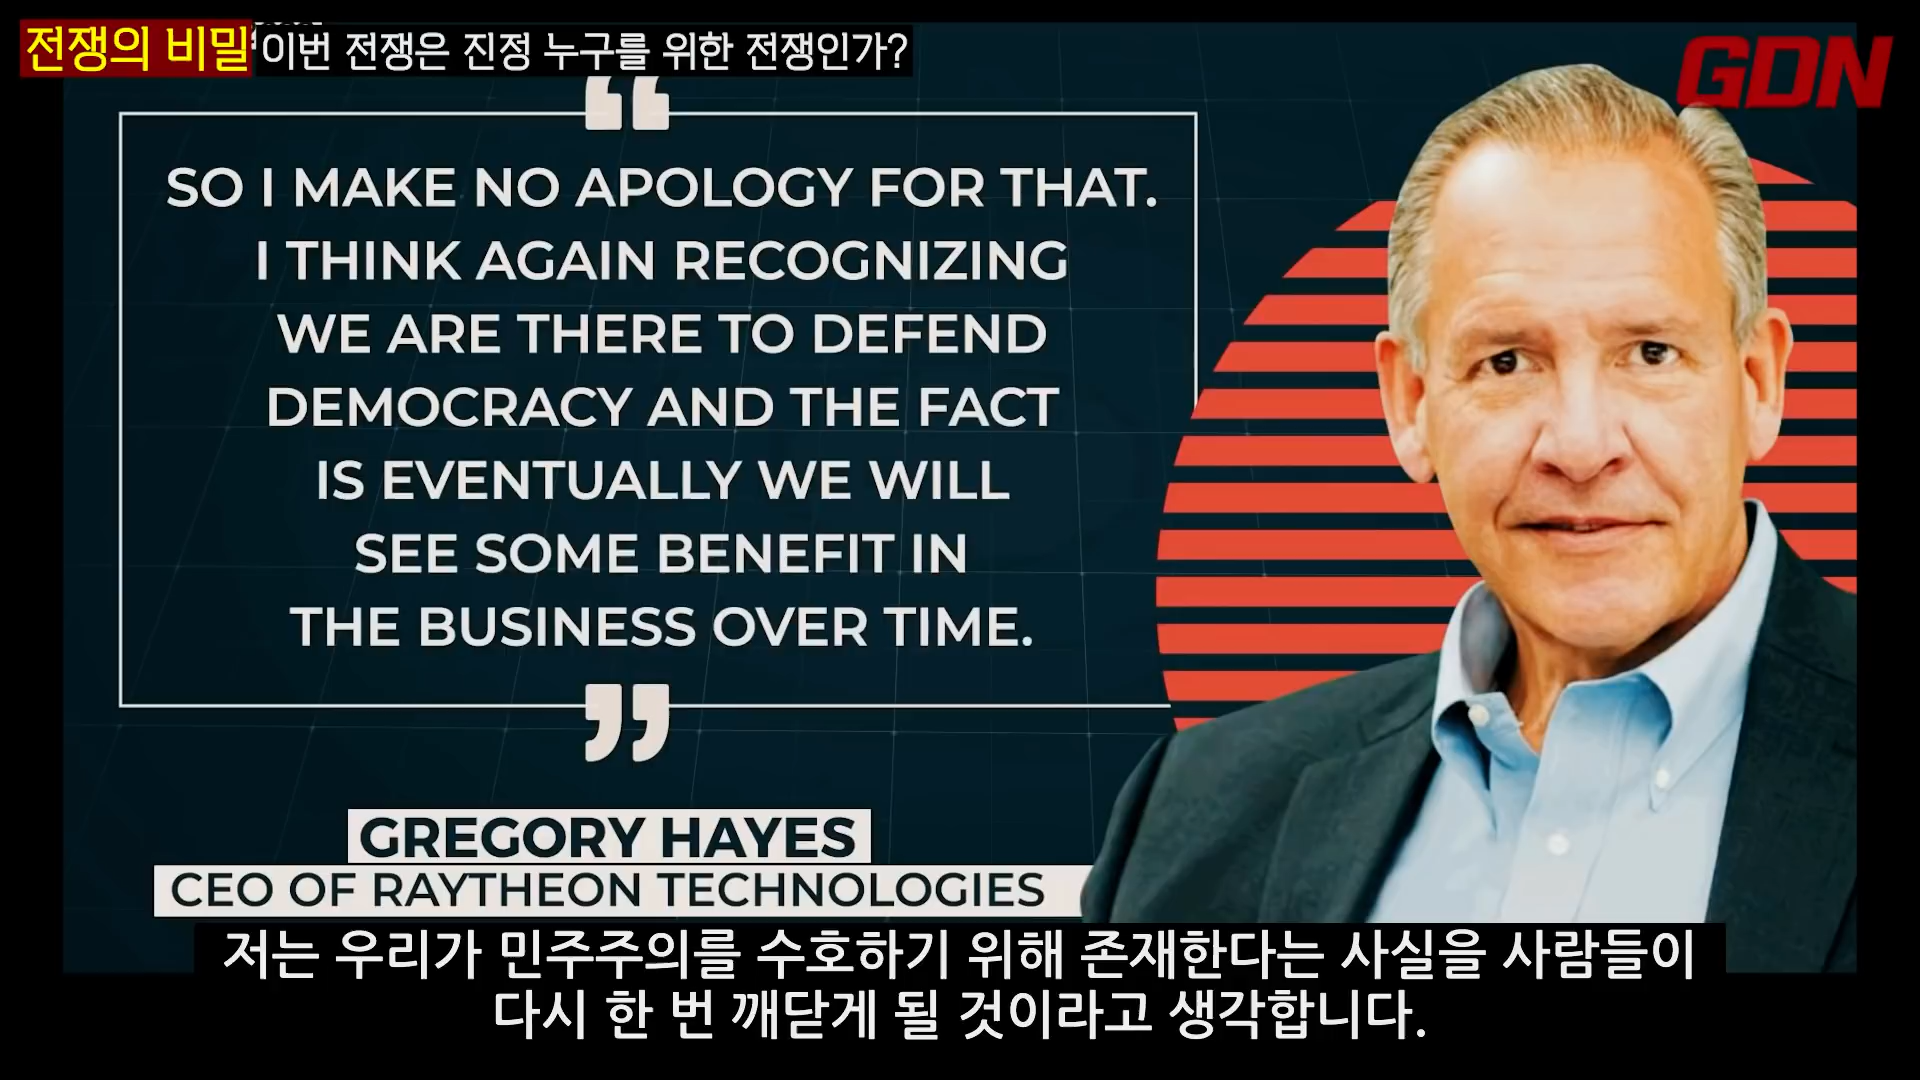 전쟁의 비밀 이번 전쟁은 진정 누구를 위한 전쟁인가?
GDN
SO I MAKE NO APOLOGY FOR THAT.
I THINK AGAIN RECOGNIZING
WE ARE THERE TO DEFEND
DEMOCRACY AND THE FACT
IS EVENTUALLY WE WILL
SEE SOME BENEFIT IN
THE BUSINESS OVER TIME.
GREGORY HAYES
CEO OF RAYTHEON TECHNOLOGIES
저는 우리가 민주주의를 수호하기 위해 존재한다는 사실을 사람들이
다시 한 번 깨닫게 될 것이라고 생각합니다.